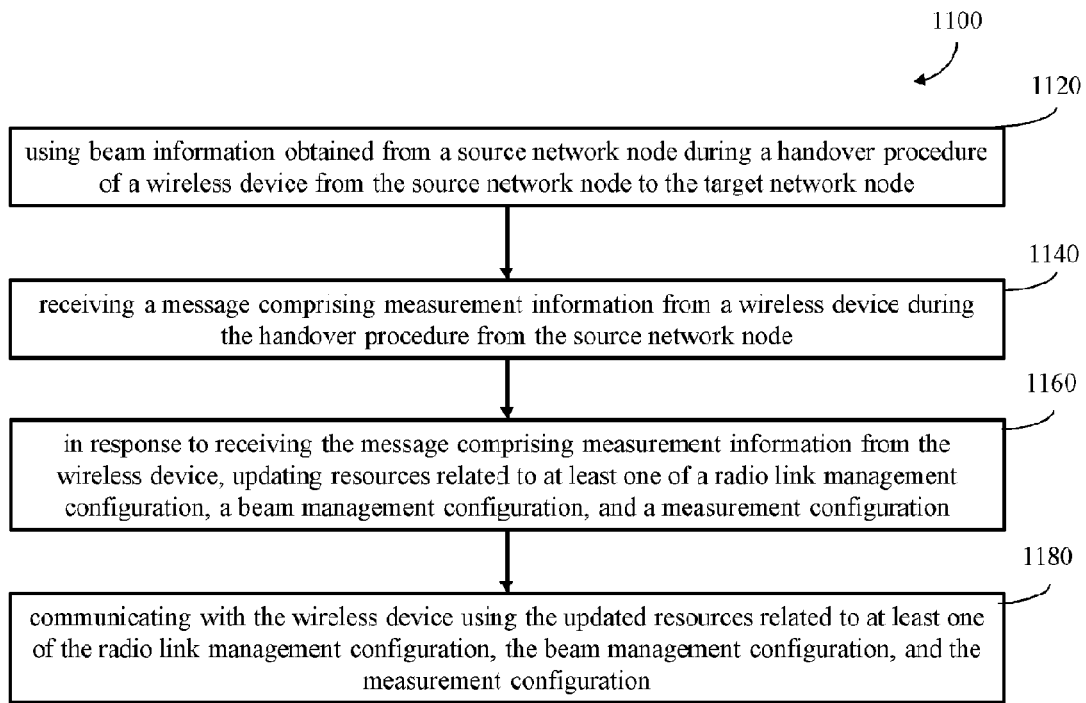 1100
1120
using beam information obtained from a source network node during a handover procedure
of a wireless device from the source network node to the target network node
1140
receiving a message comprising measurement information from a wireless device during
the handover procedure from the source network node
1160
in response to receiving the message comprising measurement information from the
wireless device, updating resources related to at least one of a radio link management
configuration, a beam management configuration, and a measurement configuration
1180
communicating with the wireless device using the updated resources related to at least one
of the radio link management configuration, the beam management configuration, and the
measurement configuration